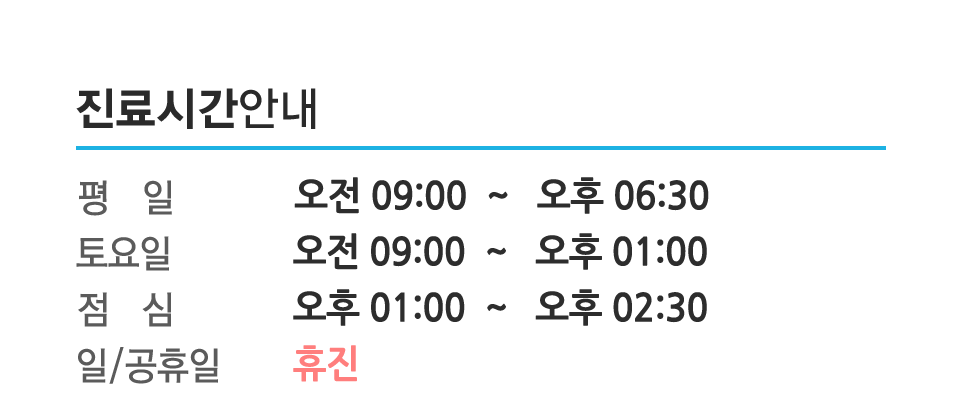 진료시간안내
평 일 오전 09:00 ~ 오후 06:30
토요일 오전 09:00 ~ 오후 01:00
점 심 오후 01:00 ~ 오후 02:30
일/공휴일 휴진